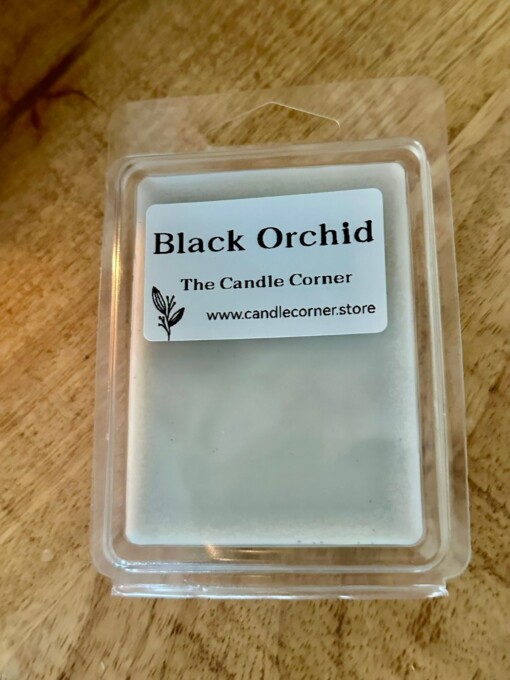 Black Orchid
The Candle Corner
www.candlecorner.store